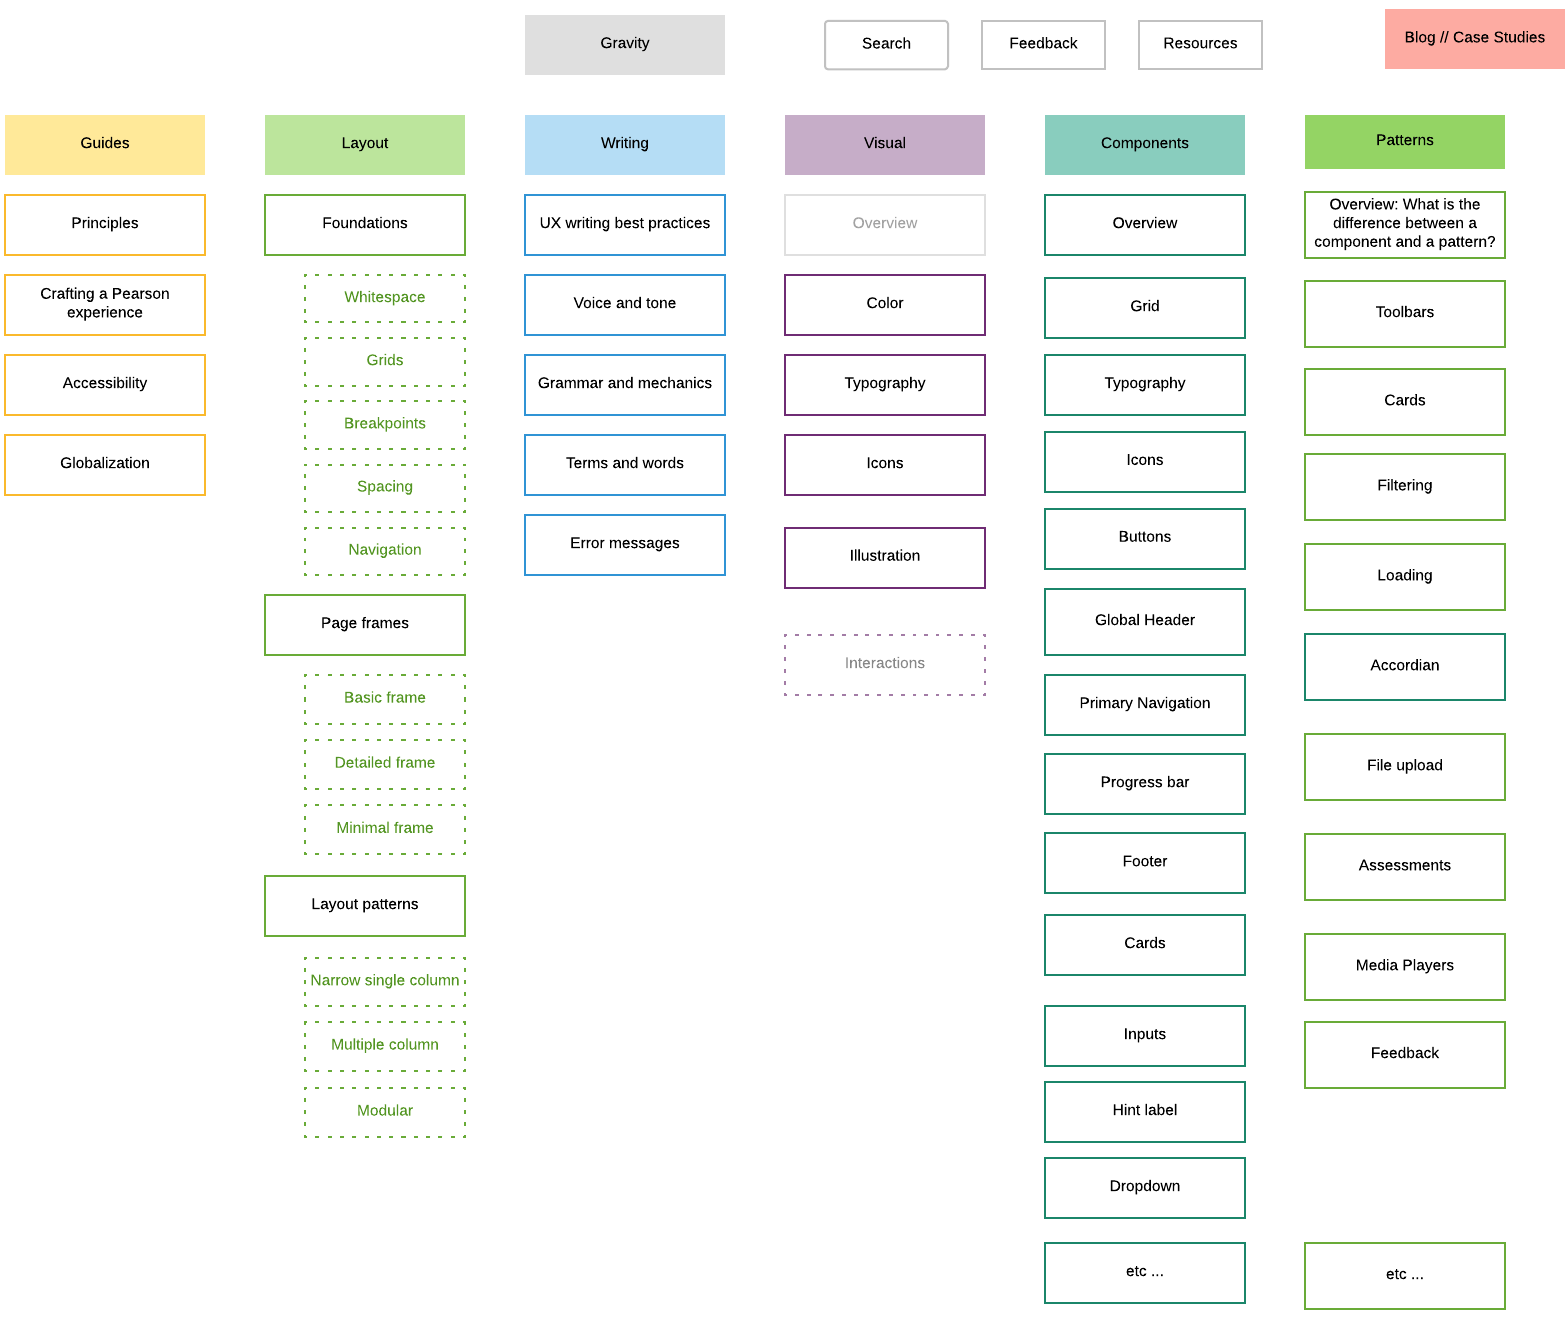 Gravity
Search
Feedback
Resources
Blog // Case Studies
Guides
Principles
Crafting a Pearson
experience
Accessibility
Globalization
Layout
Foundations
Whitespace
Grids
Breakpoints
Spacing
Navigation
Page frames
Basic frame
Detailed frame
Minimal frame
Layout patterns
Narrow single column
Multiple column
Modular
Writing
UX writing best practices
Voice and tone
Grammar and mechanics
Terms and words
Error messages
Visual
Overview
Color
Typography
Icons
Illustration
Interactions
Components
Overview
Grid
Typography
Icons
Buttons
Global Header
Primary Navigation
Progress bar
Footer
Cards
Inputs
Hint label
Dropdown
etc ...
Patterns
Overview: What is the
difference between a
component and a pattern?
Toolbars
Cards
Filtering
Loading
Accordian
File upload
Assessments
Media Players
Feedback
etc ...